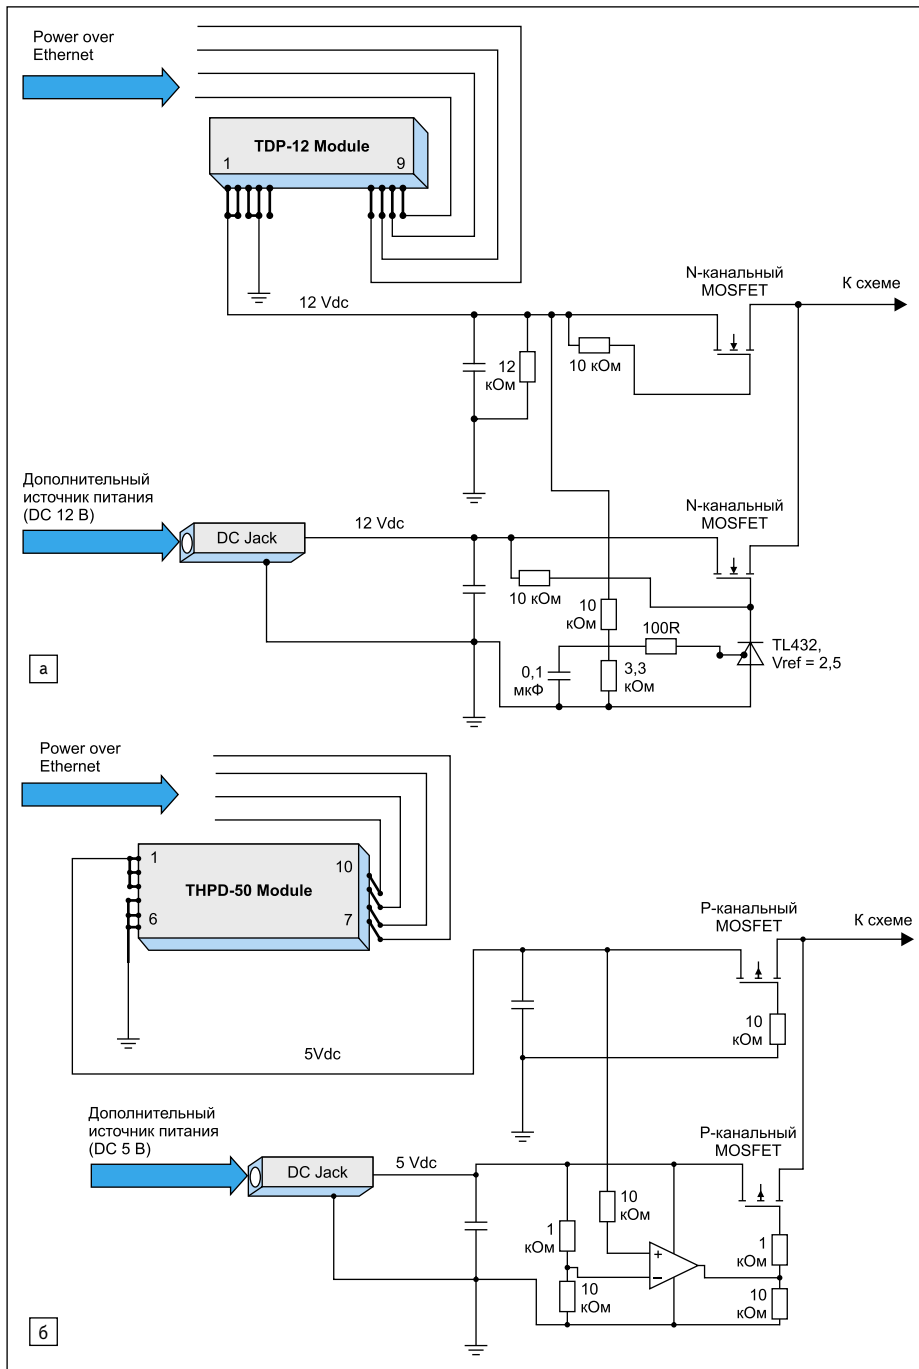 Power over
Ethernet
TDP-12 Module
1
9
12 Vdc
N-канальный
MOSFET
К схеме
12
кОм
10 кОм
Дополнительный
источник питания
(DC 12 В)
DC Jack
12 Vdc
N-канальный
MOSFET
10 кОм
10
кОм
100R
TL432,
Vref = 2,5
0,1
мкФ
3,3
кОм
а
Power over
Ethernet
1
10
THPD-50 Module
6
7
P-канальный
MOSFET
К схеме
10
кОм
5Vdc
Дополнительный
источник питания
(DC 5 В)
DC Jack
5 Vdc
P-канальный
MOSFET
10
кОм
1
кОм
+
−
1
кОм
10
кОм
10
кОм
б